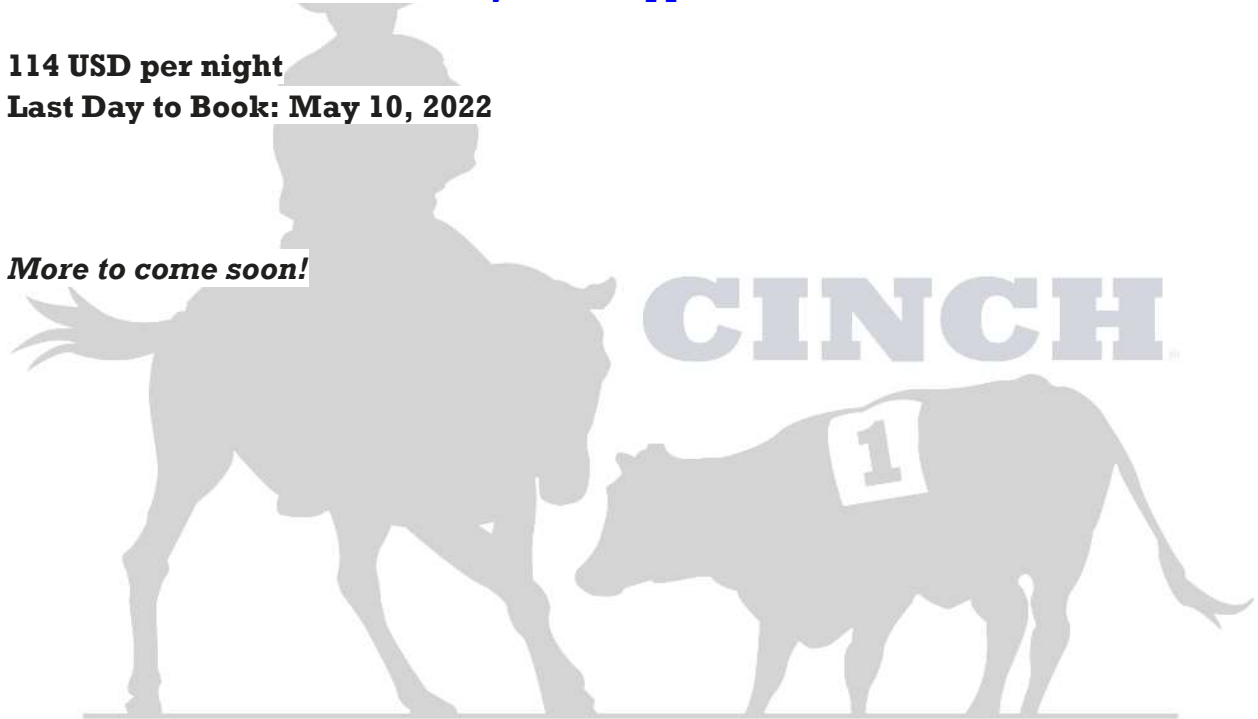 114 USD per night
Last Day to Book: May 10, 2022
More to come soon!
CINCH
1